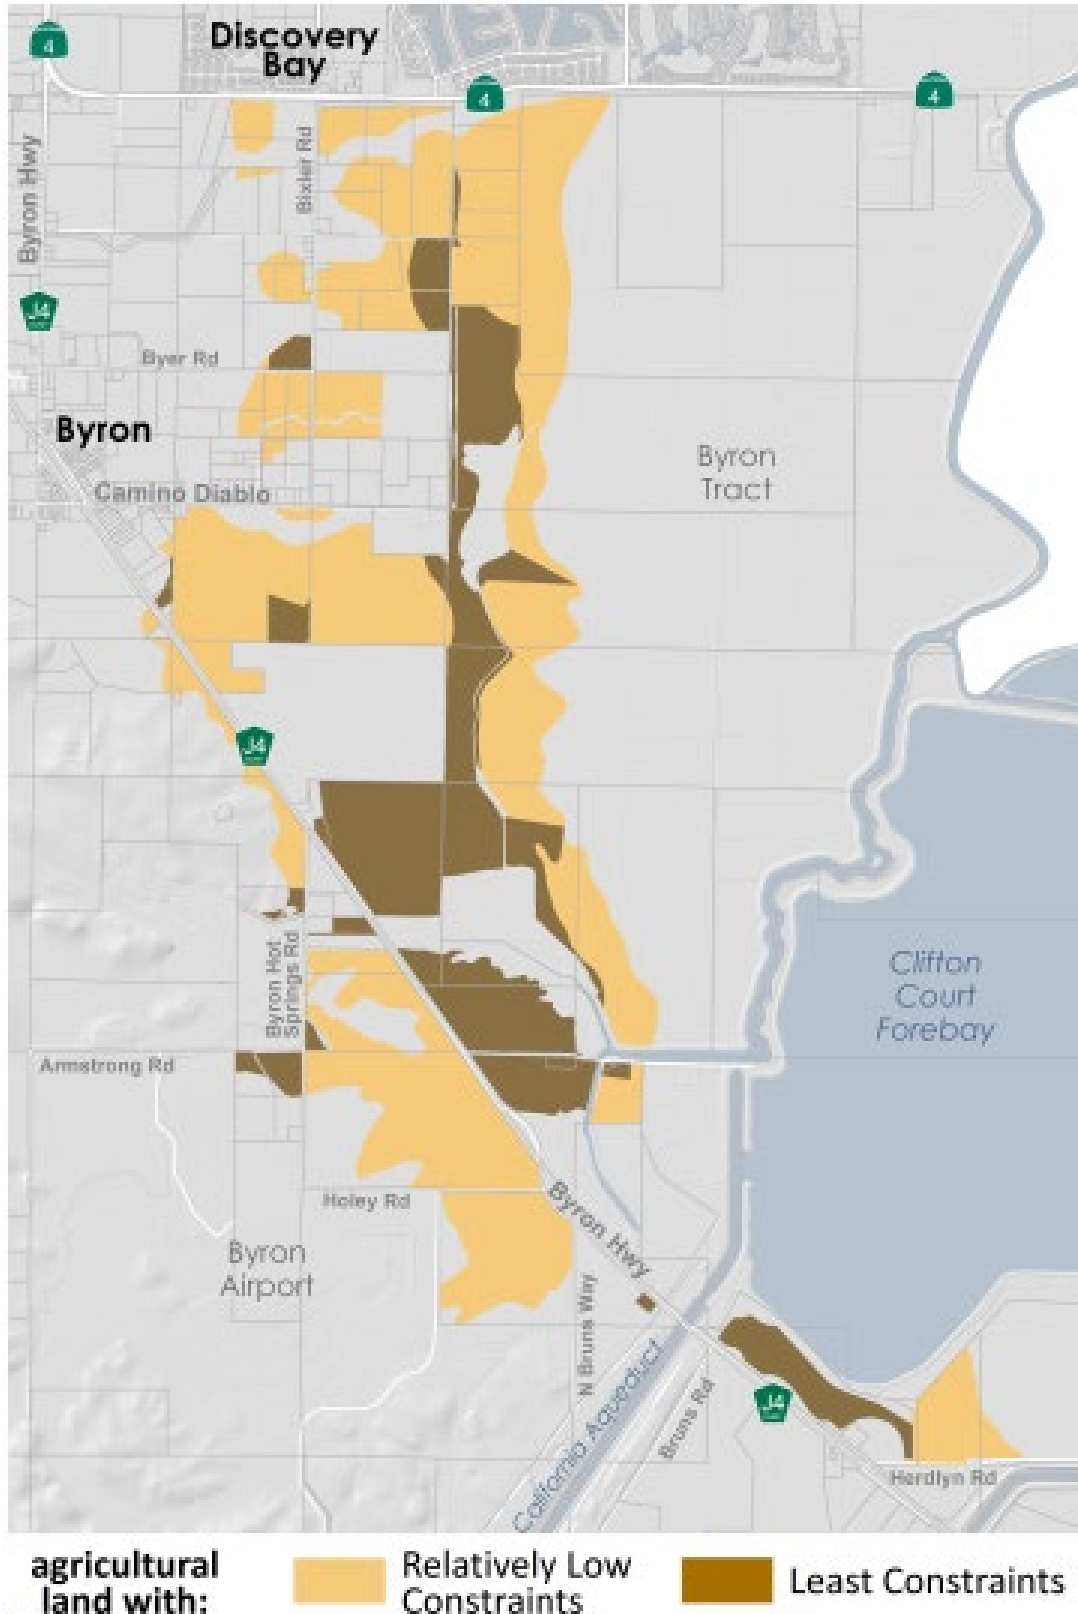 4
Discovery
Bay
4
4
Byron Hwy
Bixler Rd
J4
Byer Rd
Byron
Byron
Tract
Camino Diablo
J4
Byron Hot
Springs Rd
Clifton
Court
Forebay
Armstrong Rd
Holey Rd
Byron Hwy
Byron
Airport
N Bruns Way
California Aqueduct
Bruns Rd
J4
Herdlyn Rd
agricultural
land with:
Relatively Low
Constraints
Least Constraints